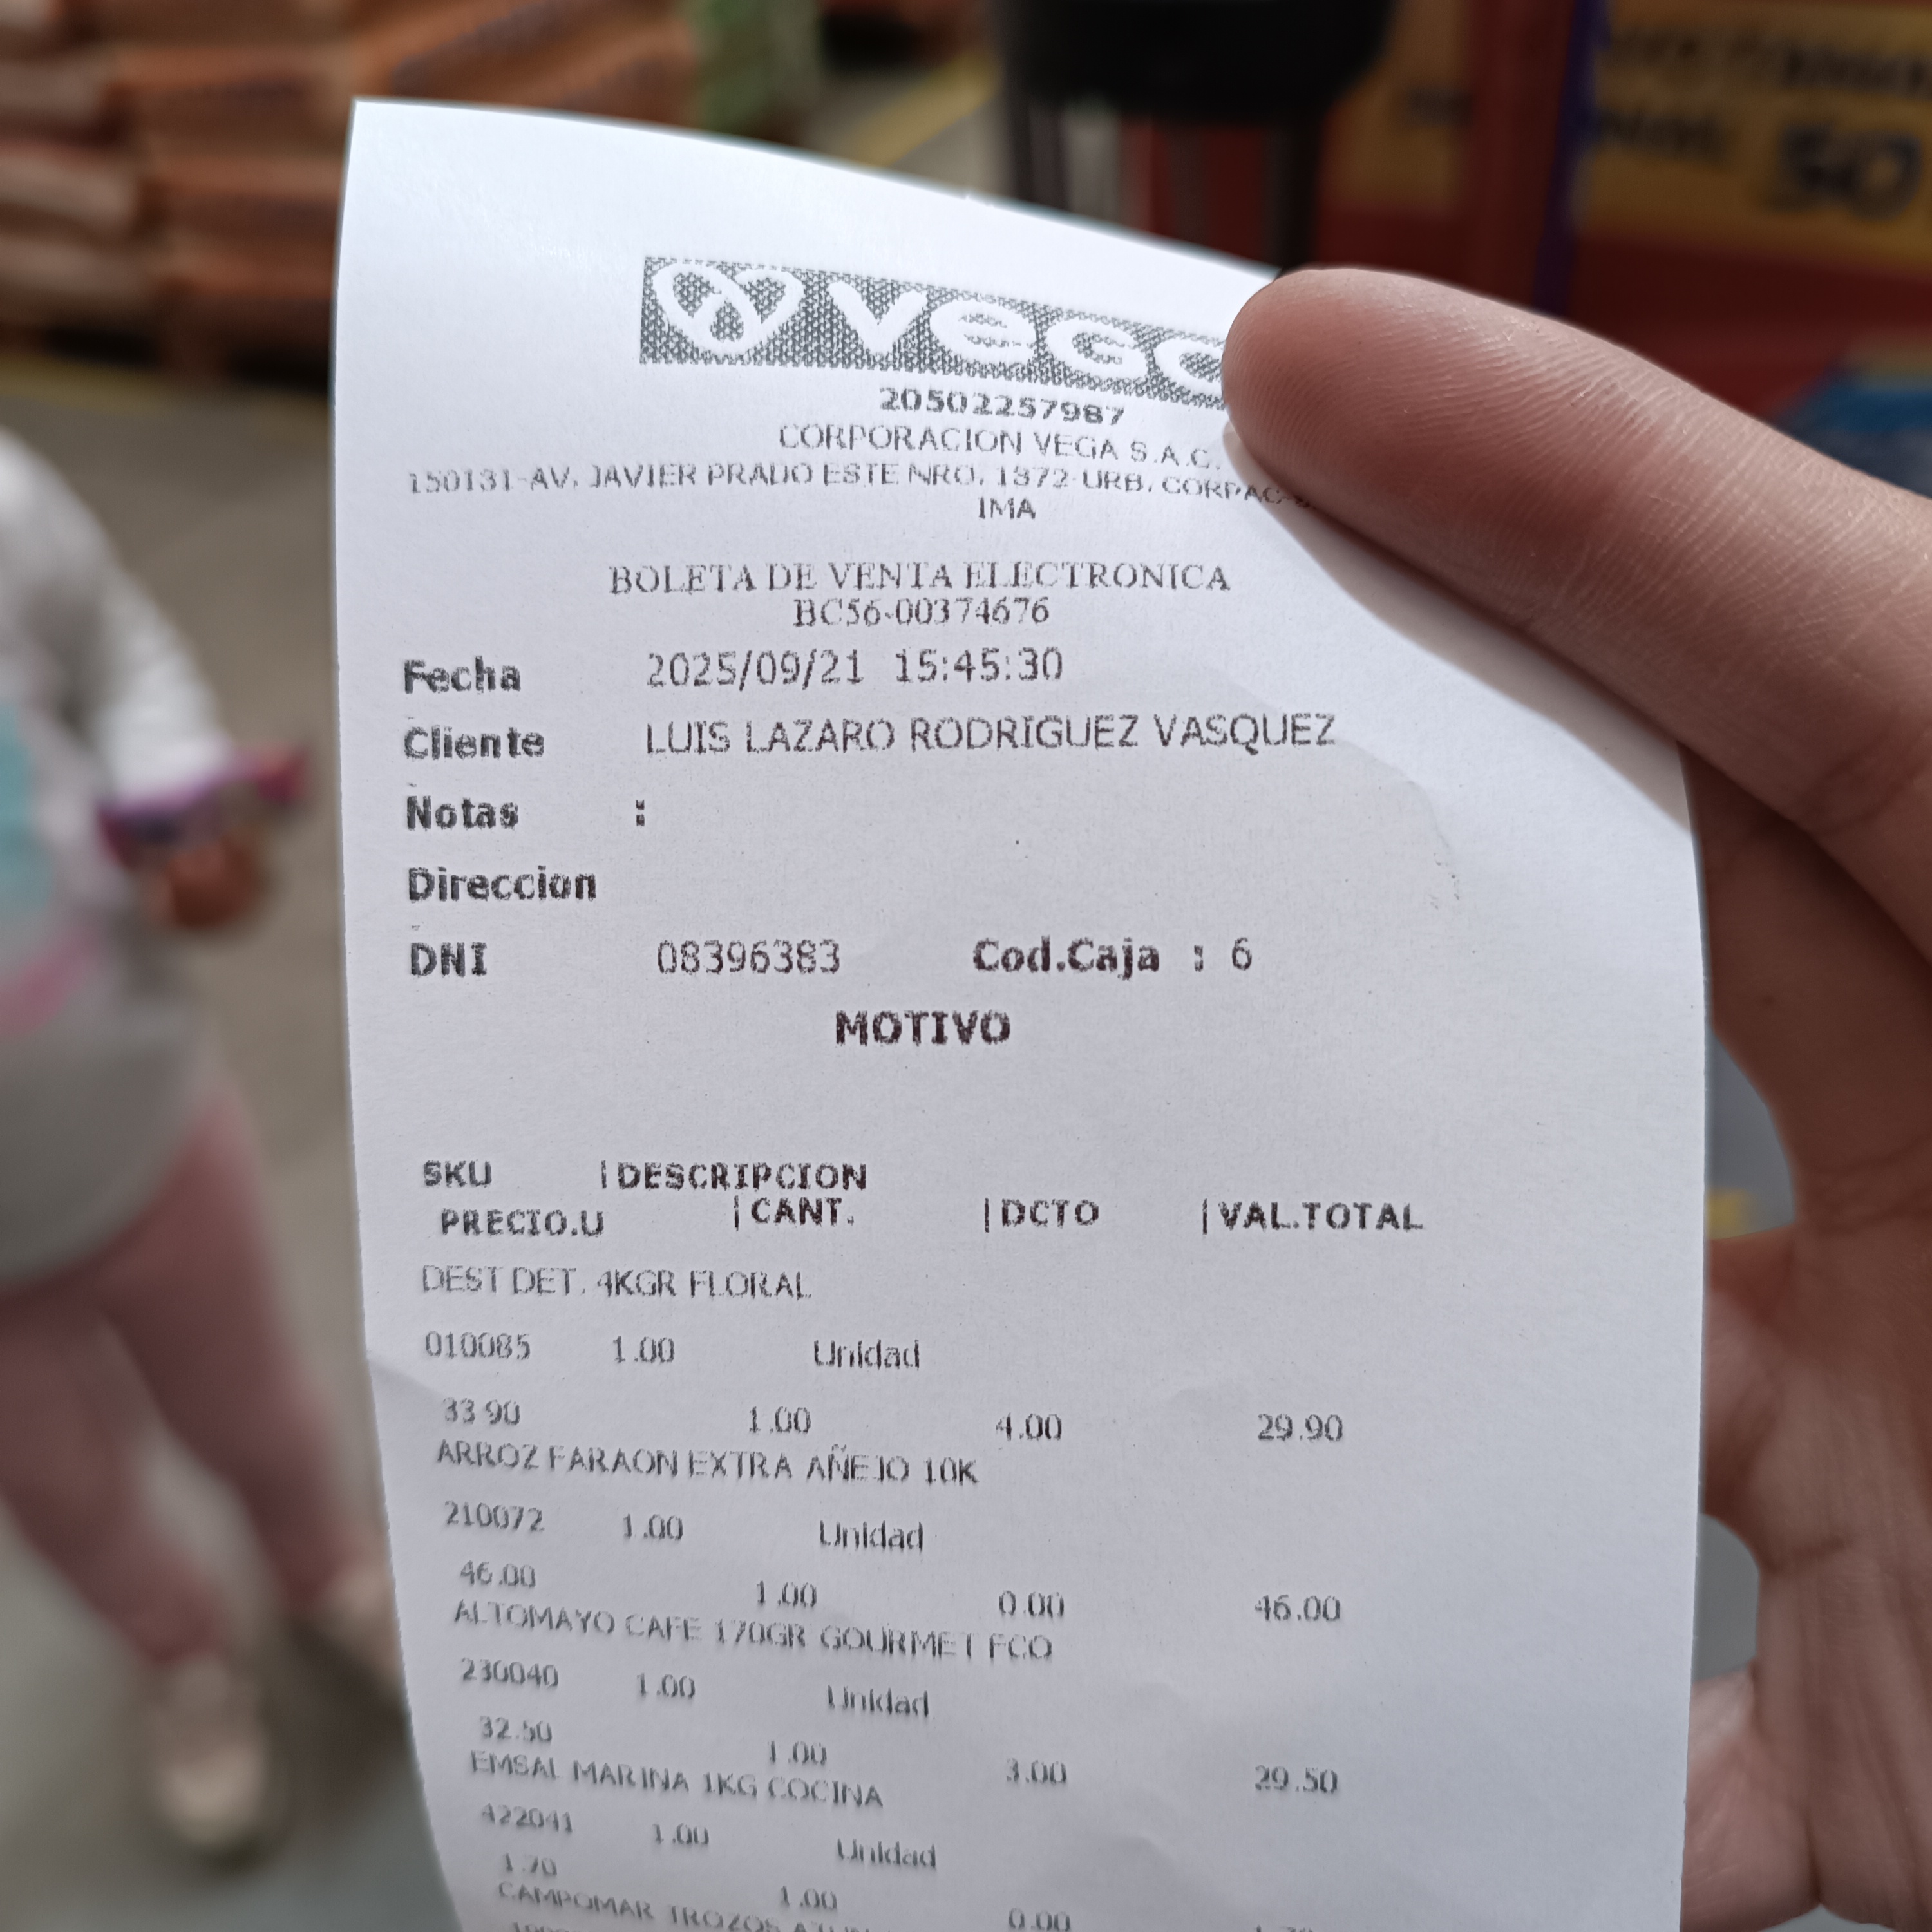 vega
20502257987
CORPORACION VEGA S.A.C.
150131-AV. JAVIER PRADO ESTE NRO. 1372 URB. CORPAC-S
IMA
BOLETA DE VENTA ELECTRONICA
BC56-00374676
Fecha 2025/09/21 15:45:30
Cliente LUIS LAZARO RODRIGUEZ VASQUEZ
Notas :
Direccion
DNI 08396383 Cod.Caja : 6
MOTIVO
SKU |DESCRIPCION
PRECIO.U |CANT. |DCTO |VAL.TOTAL
DEST DET. 4KGR FLORAL
010085 1.00 Unidad
33.90 1.00 4.00 29.90
ARROZ FARAON EXTRA AÑEJO 10K
210072 1.00 Unidad
46.00 1.00 0.00 46.00
ALTOMAYO CAFE 170GR GOURMET FCO
230040 1.00 Unidad
32.50 1.00 3.00 29.50
EMSAL MARINA 1KG COCINA
422041 1.00 Unidad
1.70 1.00 0.00
CAMPOMAR TROZOS
50